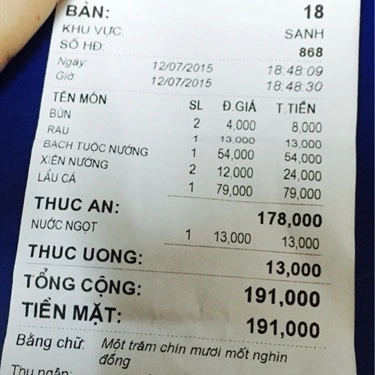 BÀN: 18
KHU VỰC: SANH
SỐ HĐ: 868
Ngày: 12/07/2015 18:48:09
Giờ: 12/07/2015 18:48:30
TÊN MÓN SL Đ.GIÁ T.TIỀN
BÚN 2 4,000 8,000
RAU 1 13,000 13,000
BẠCH TUỘC NƯỚNG 1 54,000 54,000
XIÊN NƯỚNG 2 12,000 24,000
LẨU CÁ 1 79,000 79,000
THUC AN: 178,000
NƯỚC NGỌT 1 13,000 13,000
THUC UONG: 13,000
TỔNG CỘNG: 191,000
TIỀN MẶT: 191,000
Bằng chữ: Một trăm chín mươi mốt nghìn
đồng
Thu ngân: